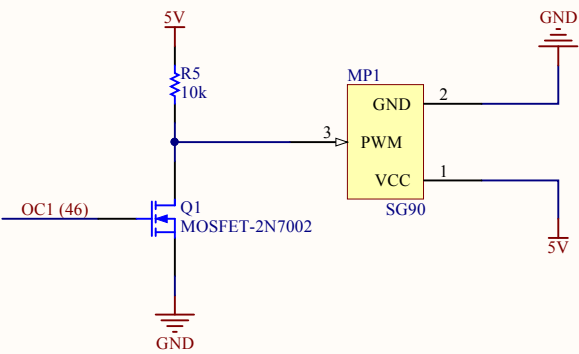 5V
GND
R5
10k
MP1
GND
2
3
PWM
VCC
1
OC1 (46)
Q1
MOSFET-2N7002
SG90
5V
GND